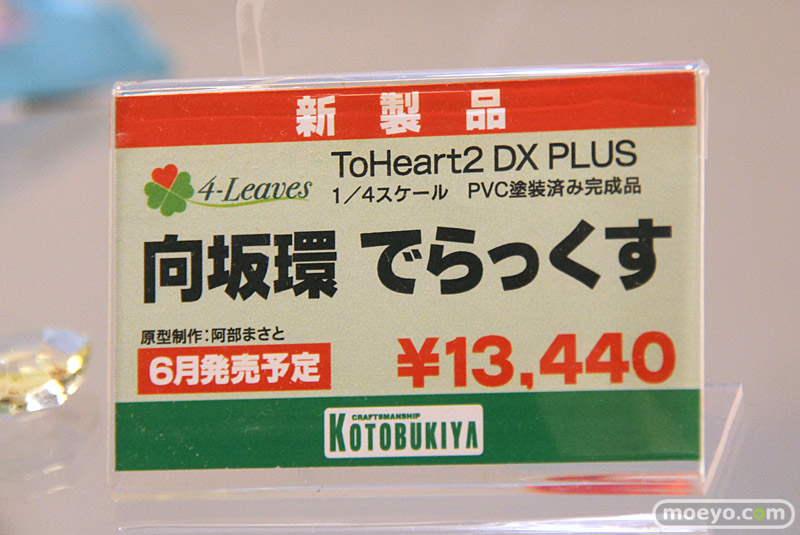 新製品
4-Leaves
ToHeart2 DX PLUS
1/4スケール PVC塗装済み完成品
向坂環 でらっくす
原型制作:阿部まさと
6月発売予定
¥13,440
CRAFTSMANSHIP
KOTOBUKIYA
moeyo.com